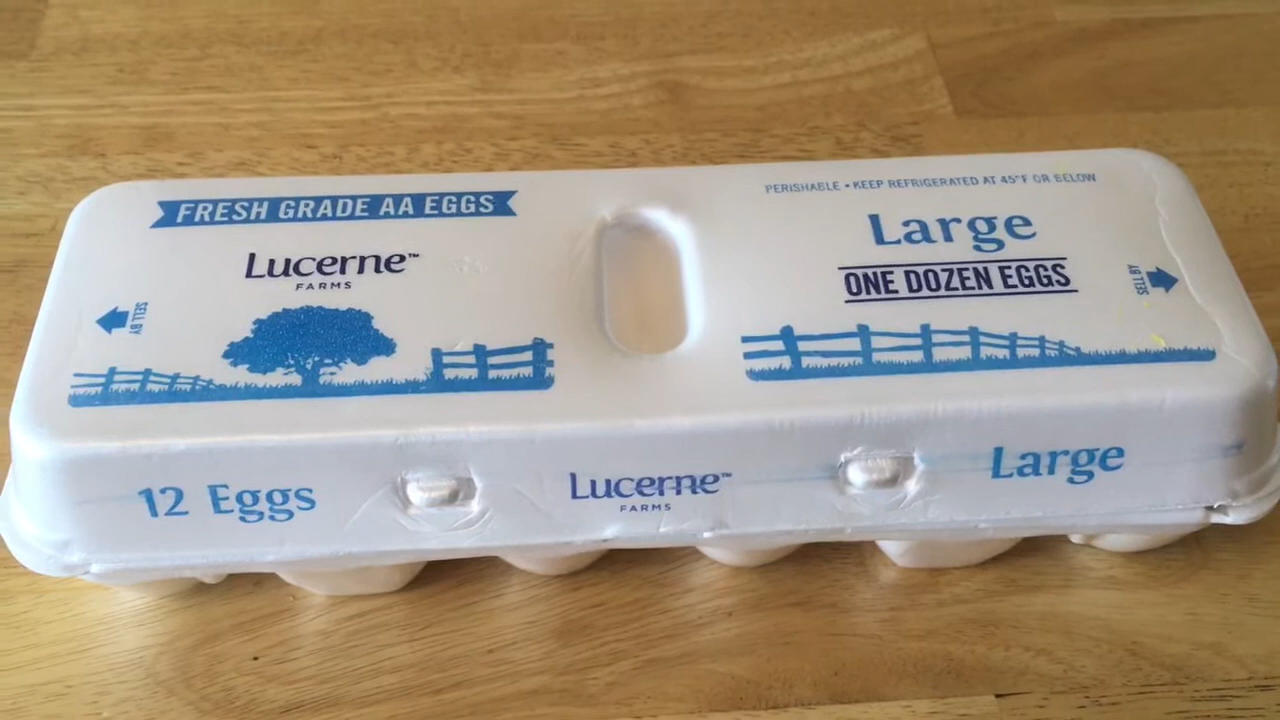 FRESH GRADE AA EGGS
Lucerne™
FARMS
SELL BY
PERISHABLE • KEEP REFRIGERATED AT 45°F OR BELOW
Large
ONE DOZEN EGGS
SELL BY
12 Eggs
Lucerne™
FARMS
Large